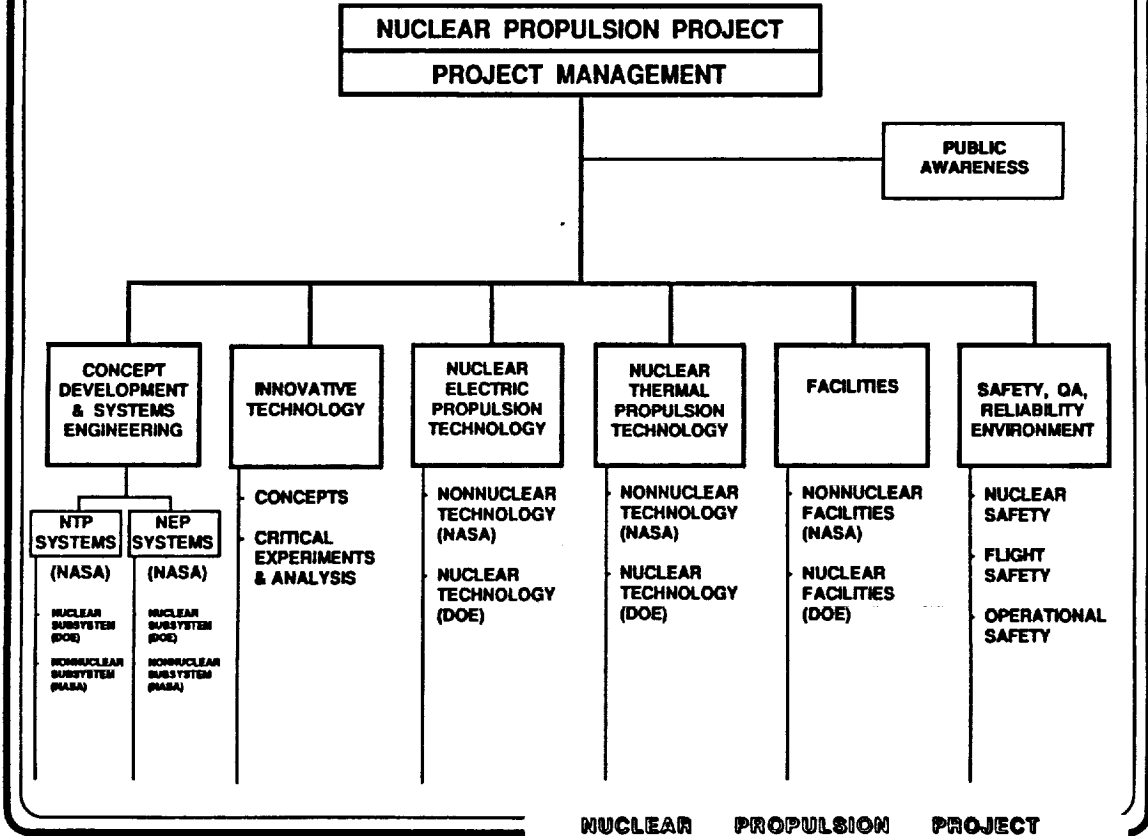 NUCLEAR PROPULSION PROJECT
PROJECT MANAGEMENT
PUBLIC
AWARENESS
CONCEPT
DEVELOPMENT
& SYSTEMS
ENGINEERING
NTP
SYSTEMS
(NASA)
NUCLEAR
SUBSYSTEM
(DOE)
NONNUCLEAR
SUBSYSTEM
(NASA)
NEP
SYSTEMS
(NASA)
NUCLEAR
SUBSYSTEM
(DOE)
NONNUCLEAR
SUBSYSTEM
(NASA)
INNOVATIVE
TECHNOLOGY
CONCEPTS
CRITICAL
EXPERIMENTS
& ANALYSIS
NUCLEAR
ELECTRIC
PROPULSION
TECHNOLOGY
NONNUCLEAR
TECHNOLOGY
(NASA)
NUCLEAR
TECHNOLOGY
(DOE)
NUCLEAR
THERMAL
PROPULSION
TECHNOLOGY
NONNUCLEAR
TECHNOLOGY
(NASA)
NUCLEAR
TECHNOLOGY
(DOE)
FACILITIES
NONNUCLEAR
FACILITIES
(NASA)
NUCLEAR
FACILITIES
(DOE)
SAFETY, QA,
RELIABILITY
ENVIRONMENT
NUCLEAR
SAFETY
FLIGHT
SAFETY
OPERATIONAL
SAFETY
NUCLEAR PROPULSION PROJECT